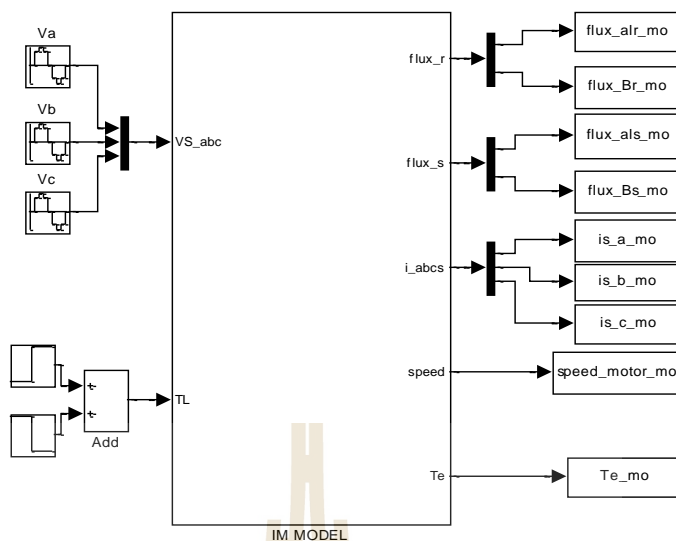 Va
Vb
Vc
VS_abc
TL
+
+
Add
flux_r
flux_s
i_abcs
speed
Te
flux_alr_mo
flux_Br_mo
flux_als_mo
flux_Bs_mo
is_a_mo
is_b_mo
is_c_mo
speed_motor_mo
Te_mo
IM MODEL